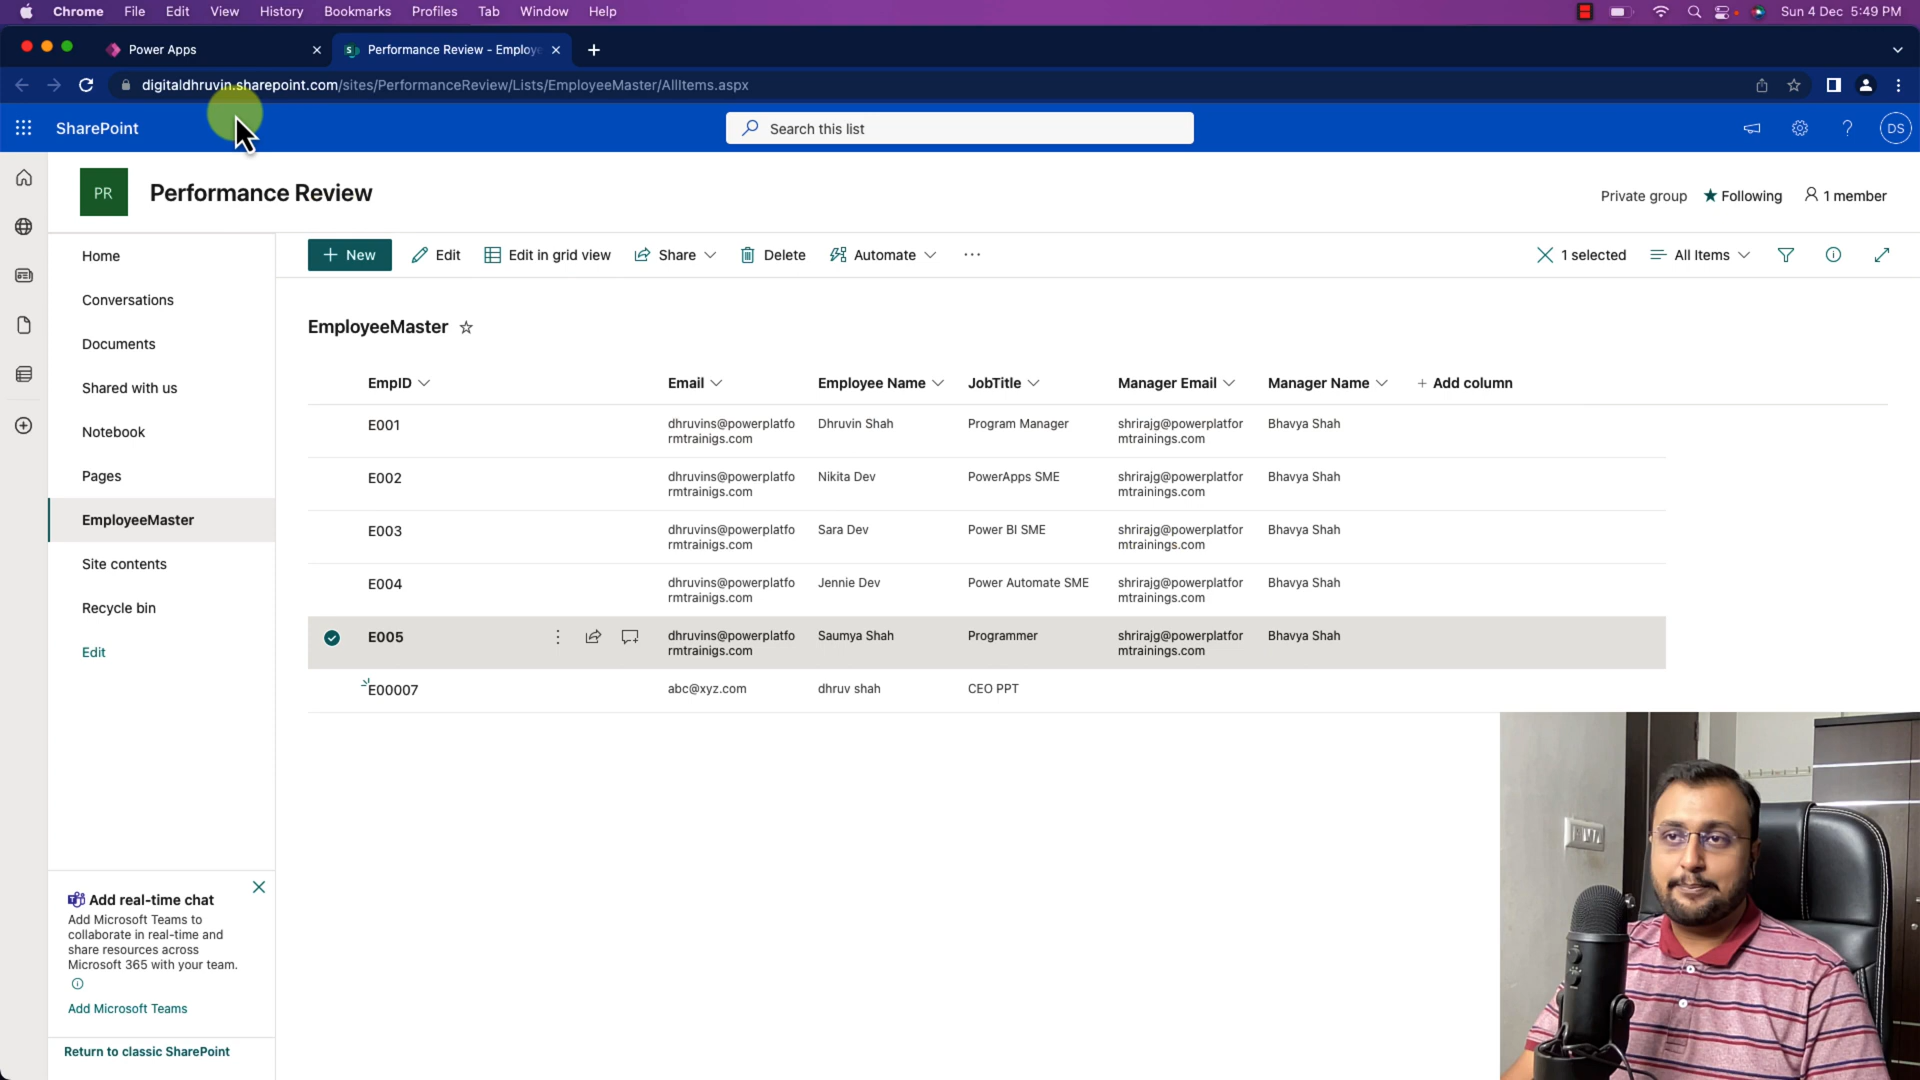 Chrome File Edit View History Bookmarks Profiles Tab Window Help Sun 4 Dec 5:49 PM
Power Apps Performance Review - Employe
digitaldhruvin.sharepoint.com/sites/PerformanceReview/Lists/EmployeeMaster/AllItems.aspx
SharePoint Search this list ? DS
PR Performance Review Private group Following 1 member
Home
Conversations
Documents
Shared with us
Notebook
Pages
EmployeeMaster
Site contents
Recycle bin
Edit
+ New Edit Edit in grid view Share Delete Automate ... 1 selected All Items
EmployeeMaster
EmpID Email Employee Name JobTitle Manager Email Manager Name + Add column
E001 dhruvins@powerplatfo Dhruvin Shah Program Manager shrirajg@powerplatfor Bhavya Shah
rmtrainigs.com mtrainings.com
E002 dhruvins@powerplatfo Nikita Dev PowerApps SME shrirajg@powerplatfor Bhavya Shah
rmtrainigs.com mtrainings.com
E003 dhruvins@powerplatfo Sara Dev Power BI SME shrirajg@powerplatfor Bhavya Shah
rmtrainigs.com mtrainings.com
E004 dhruvins@powerplatfo Jennie Dev Power Automate SME shrirajg@powerplatfor Bhavya Shah
rmtrainigs.com mtrainings.com
E005 dhruvins@powerplatfo Saumya Shah Programmer shrirajg@powerplatfor Bhavya Shah
rmtrainigs.com mtrainings.com
E00007 abc@xyz.com dhruv shah CEO PPT
Add real-time chat
Add Microsoft Teams to
collaborate in real-time and
share resources across
Microsoft 365 with your team.
Add Microsoft Teams
Return to classic SharePoint